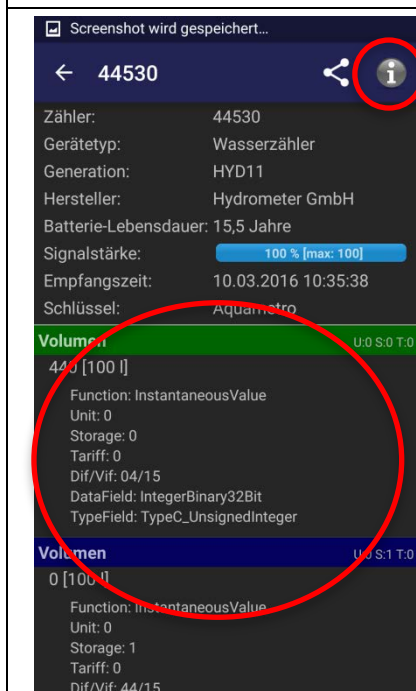 Screenshot wird gespeichert...
44530
Zähler: 44530
Gerätetyp: Wasserzähler
Generation: HYD11
Hersteller: Hydrometer GmbH
Batterie-Lebensdauer: 15,5 Jahre
Signalstärke: 100 % [max: 100]
Empfangszeit: 10.03.2016 10:35:38
Schlüssel: Aquametro
Volumen U:0 S:0 T:0
440 [100 l]
Function: InstantaneousValue
Unit: 0
Storage: 0
Tariff: 0
Dif/Vif: 04/15
DataField: IntegerBinary32Bit
TypeField: TypeC_UnsignedInteger
Volumen U:0 S:1 T:0
0 [100 l]
Function: InstantaneousValue
Unit: 0
Storage: 1
Tariff: 0
Dif/Vif: 44/15